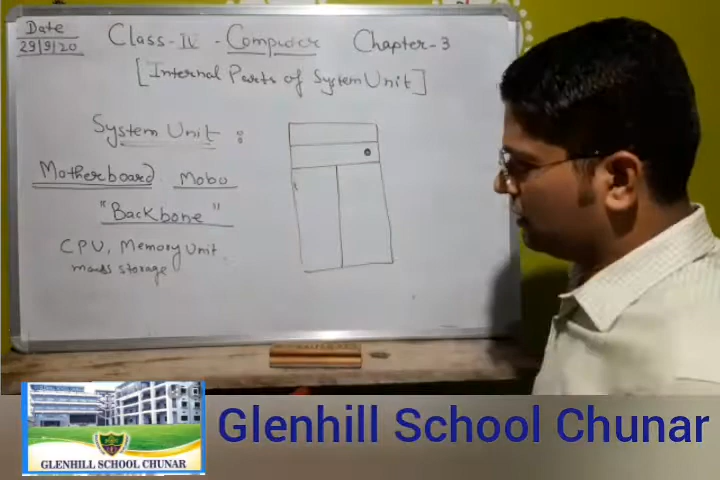 Date
29/9/20
Class-IV - Computer Chapter-3
[Internal Parts of System Unit]
System Unit :
Motherboard Mobo
"Backbone"
CPU, Memory Unit
mass storage
GLENHILL SCHOOL CHUNAR
Glenhill School Chunar